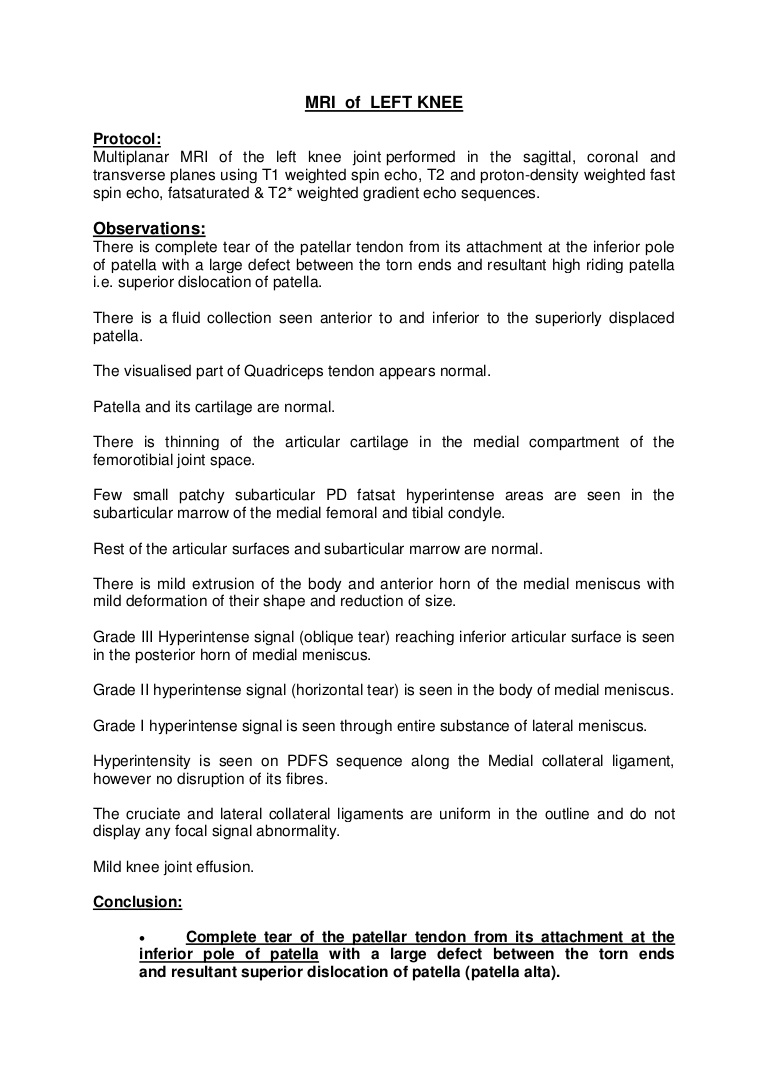 MRI of LEFT KNEE
Protocol:
Multiplanar MRI of the left knee joint performed in the sagittal, coronal and
transverse planes using T1 weighted spin echo, T2 and proton-density weighted fast
spin echo, fatsaturated & T2* weighted gradient echo sequences.
Observations:
There is complete tear of the patellar tendon from its attachment at the inferior pole
of patella with a large defect between the torn ends and resultant high riding patella
i.e. superior dislocation of patella.
There is a fluid collection seen anterior to and inferior to the superiorly displaced
patella.
The visualised part of Quadriceps tendon appears normal.
Patella and its cartilage are normal.
There is thinning of the articular cartilage in the medial compartment of the
femorotibial joint space.
Few small patchy subarticular PD fatsat hyperintense areas are seen in the
subarticular marrow of the medial femoral and tibial condyle.
Rest of the articular surfaces and subarticular marrow are normal.
There is mild extrusion of the body and anterior horn of the medial meniscus with
mild deformation of their shape and reduction of size.
Grade III Hyperintense signal (oblique tear) reaching inferior articular surface is seen
in the posterior horn of medial meniscus.
Grade II hyperintense signal (horizontal tear) is seen in the body of medial meniscus.
Grade I hyperintense signal is seen through entire substance of lateral meniscus.
Hyperintensity is seen on PDFS sequence along the Medial collateral ligament,
however no disruption of its fibres.
The cruciate and lateral collateral ligaments are uniform in the outline and do not
display any focal signal abnormality.
Mild knee joint effusion.
Conclusion:
• Complete tear of the patellar tendon from its attachment at the
inferior pole of patella with a large defect between the torn ends
and resultant superior dislocation of patella (patella alta).